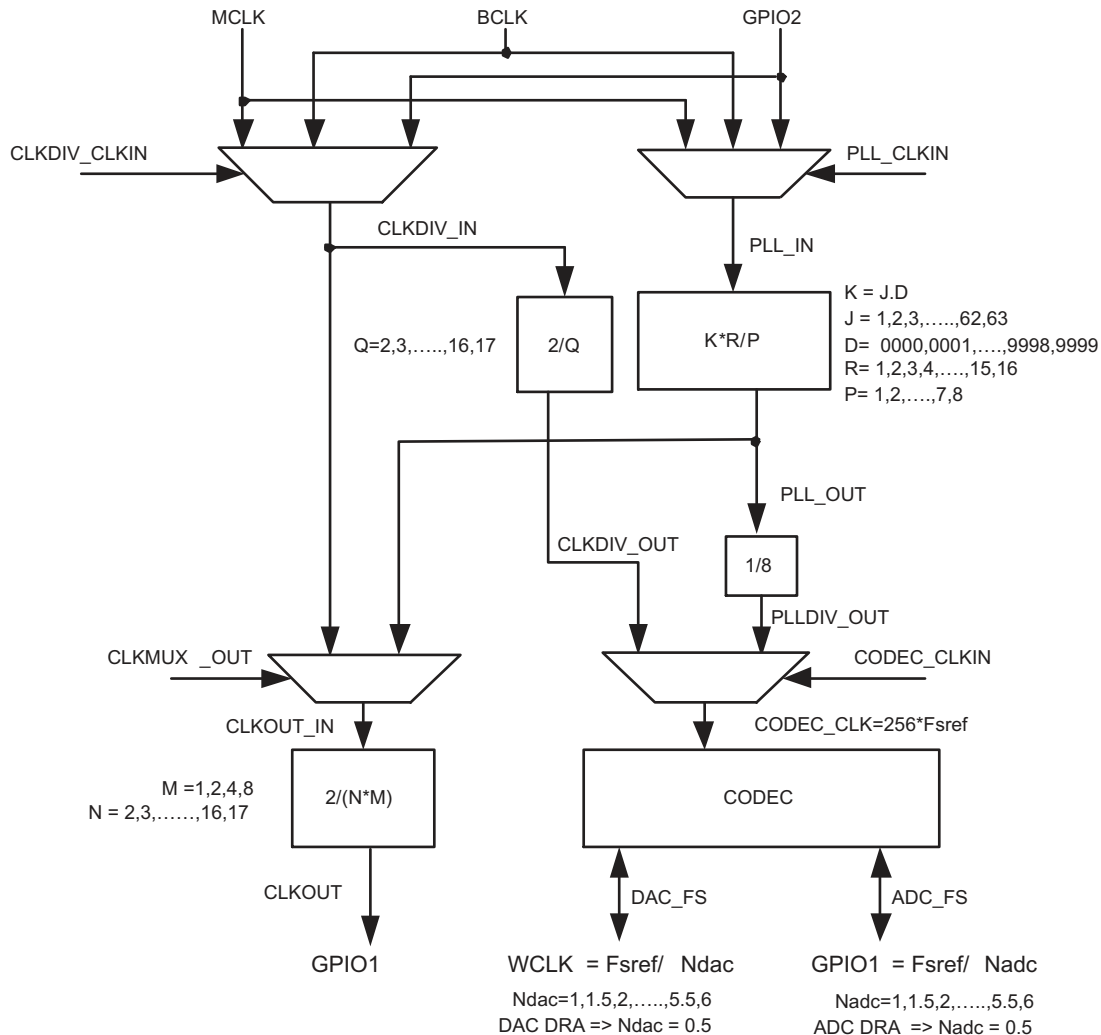 MCLK
BCLK
GPIO2
CLKDIV_CLKIN
PLL_CLKIN
CLKDIV_IN
PLL_IN
Q=2,3,.....,16,17
2/Q
K*R/P
K = J.D
J = 1,2,3,.....,62,63
D= 0000,0001,....,9998,9999
R= 1,2,3,4,....,15,16
P= 1,2,....,7,8
PLL_OUT
CLKDIV_OUT
1/8
PLLDIV_OUT
CLKMUX _OUT
CODEC_CLKIN
CLKOUT_IN
CODEC_CLK=256*Fsref
M =1,2,4,8
N = 2,3,......,16,17
2/(N*M)
CODEC
CLKOUT
DAC_FS
ADC_FS
GPIO1
WCLK = Fsref/ Ndac
GPIO1 = Fsref/ Nadc
Ndac=1,1.5,2,.....,5.5,6
DAC DRA => Ndac = 0.5
Nadc=1,1.5,2,.....,5.5,6
ADC DRA => Nadc = 0.5